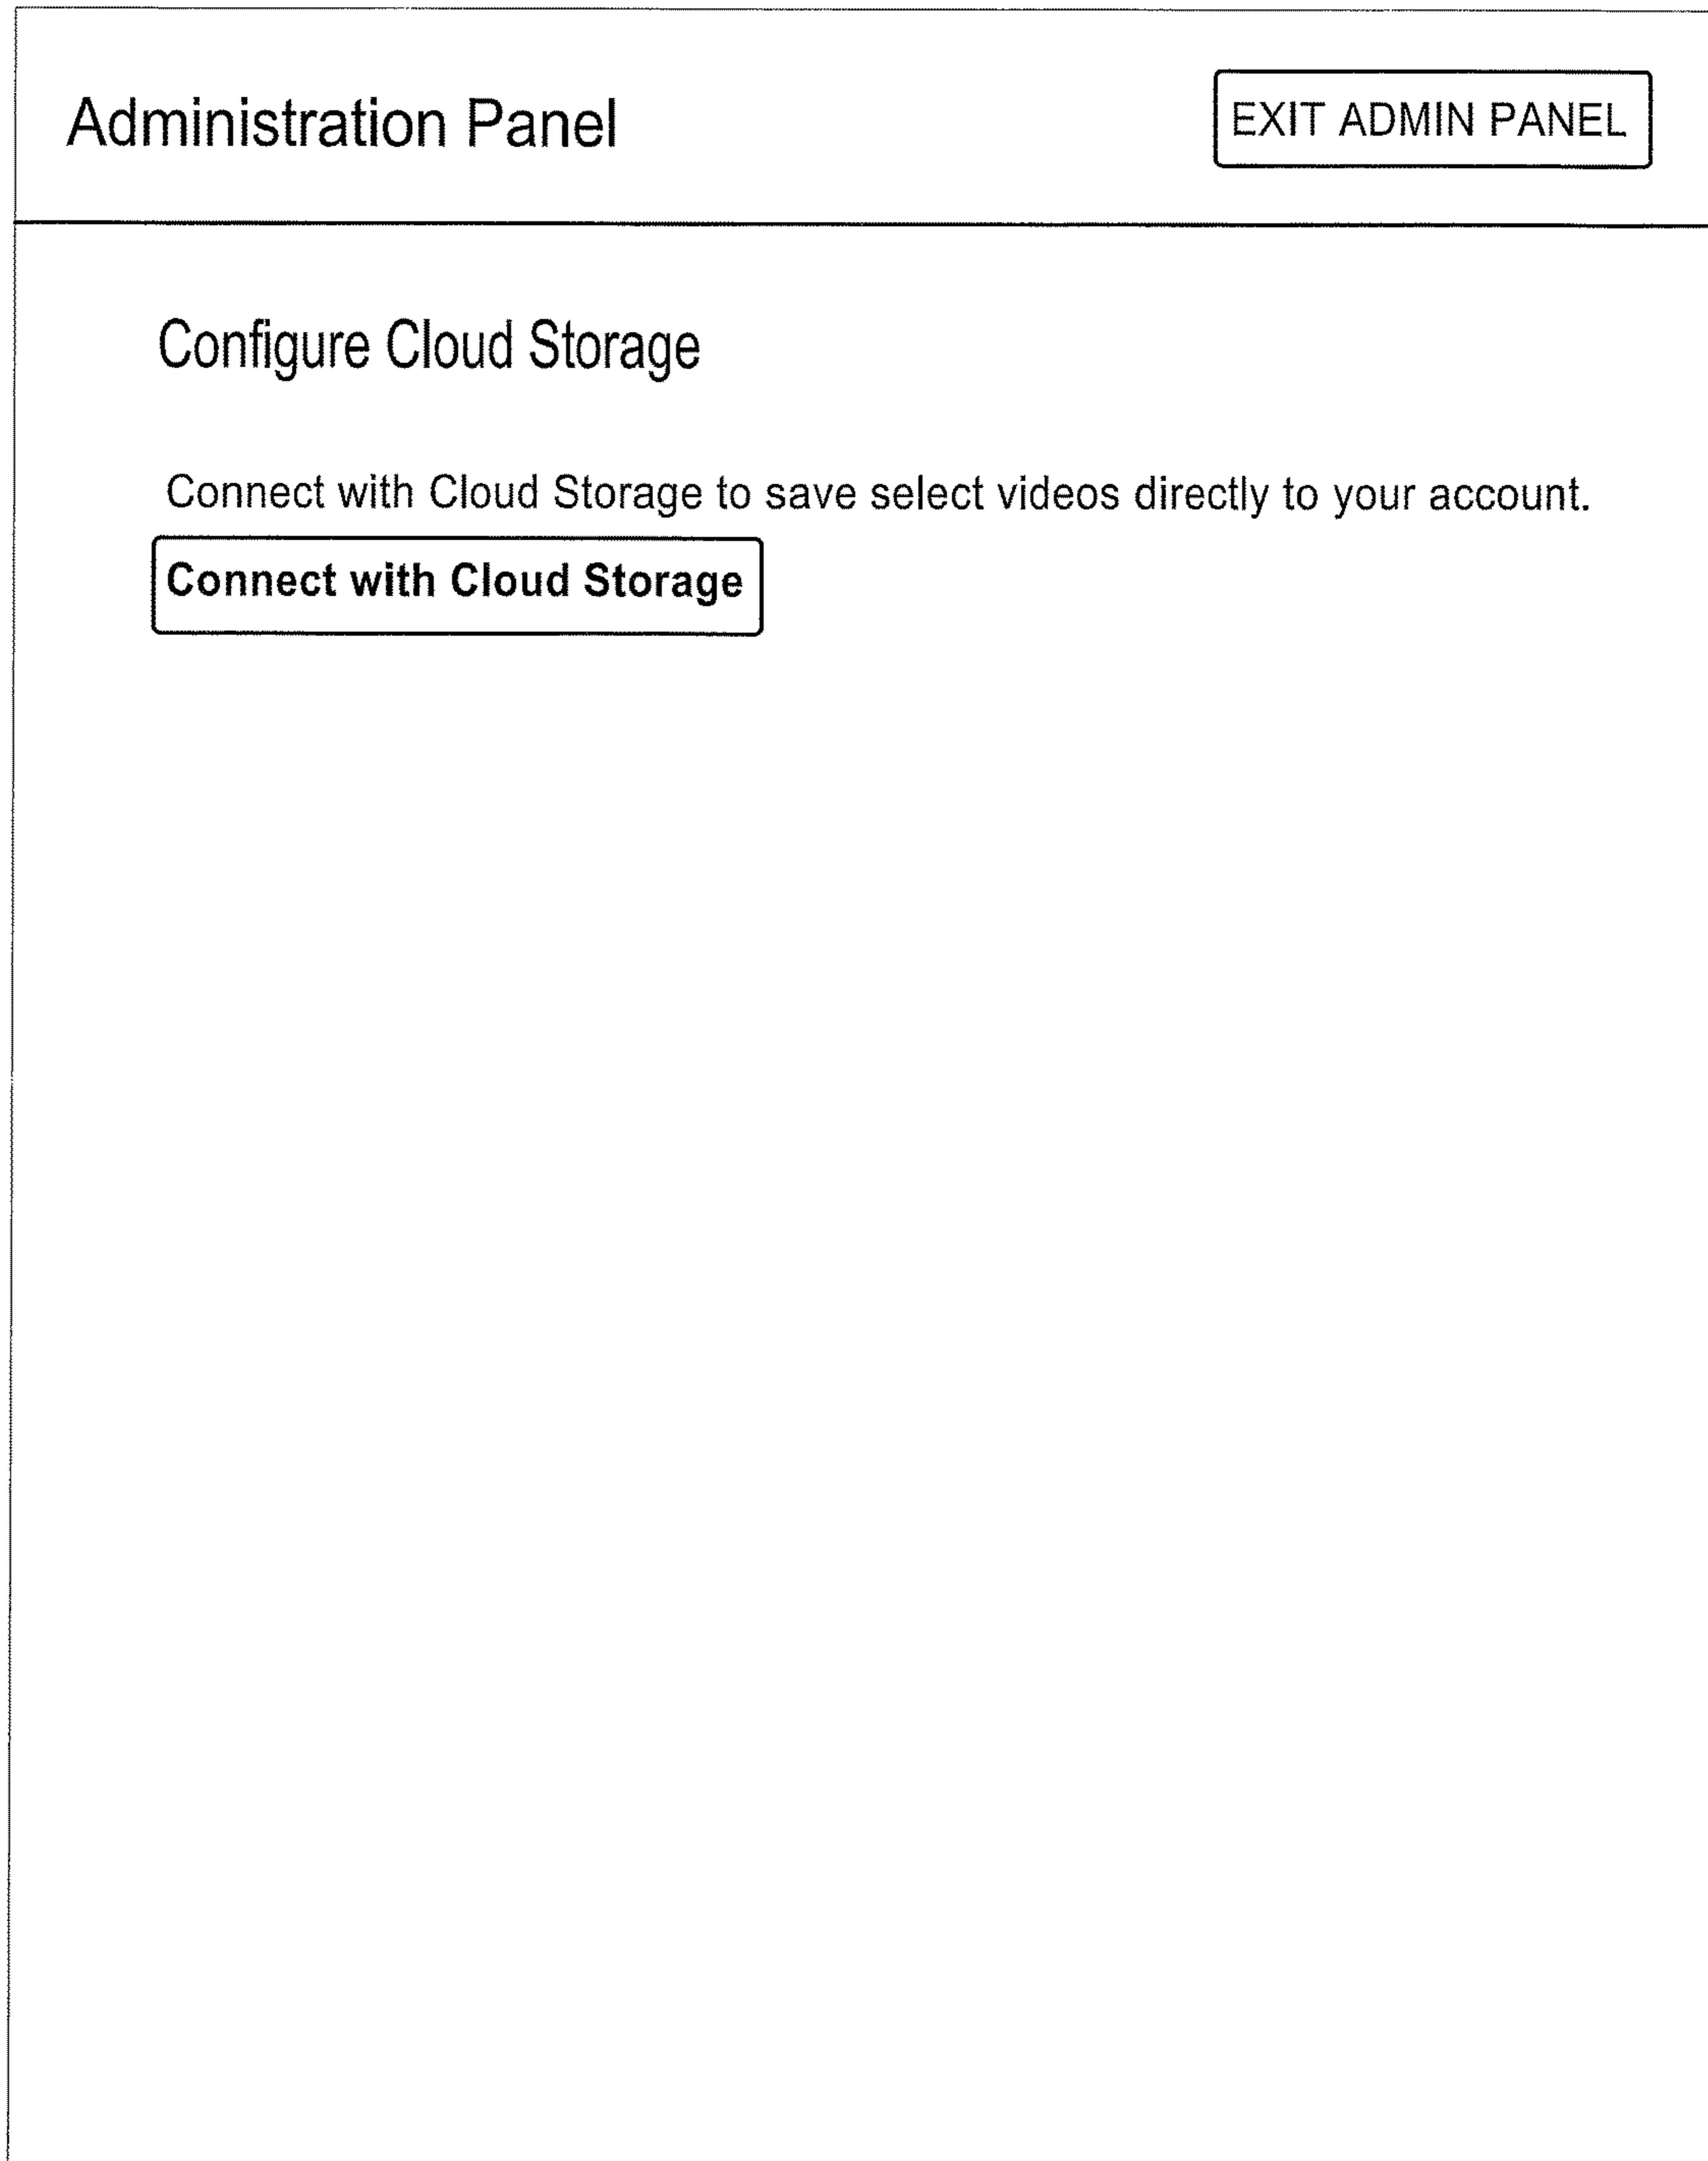 Administration Panel
EXIT ADMIN PANEL
Configure Cloud Storage
Connect with Cloud Storage to save select videos directly to your account.
Connect with Cloud Storage